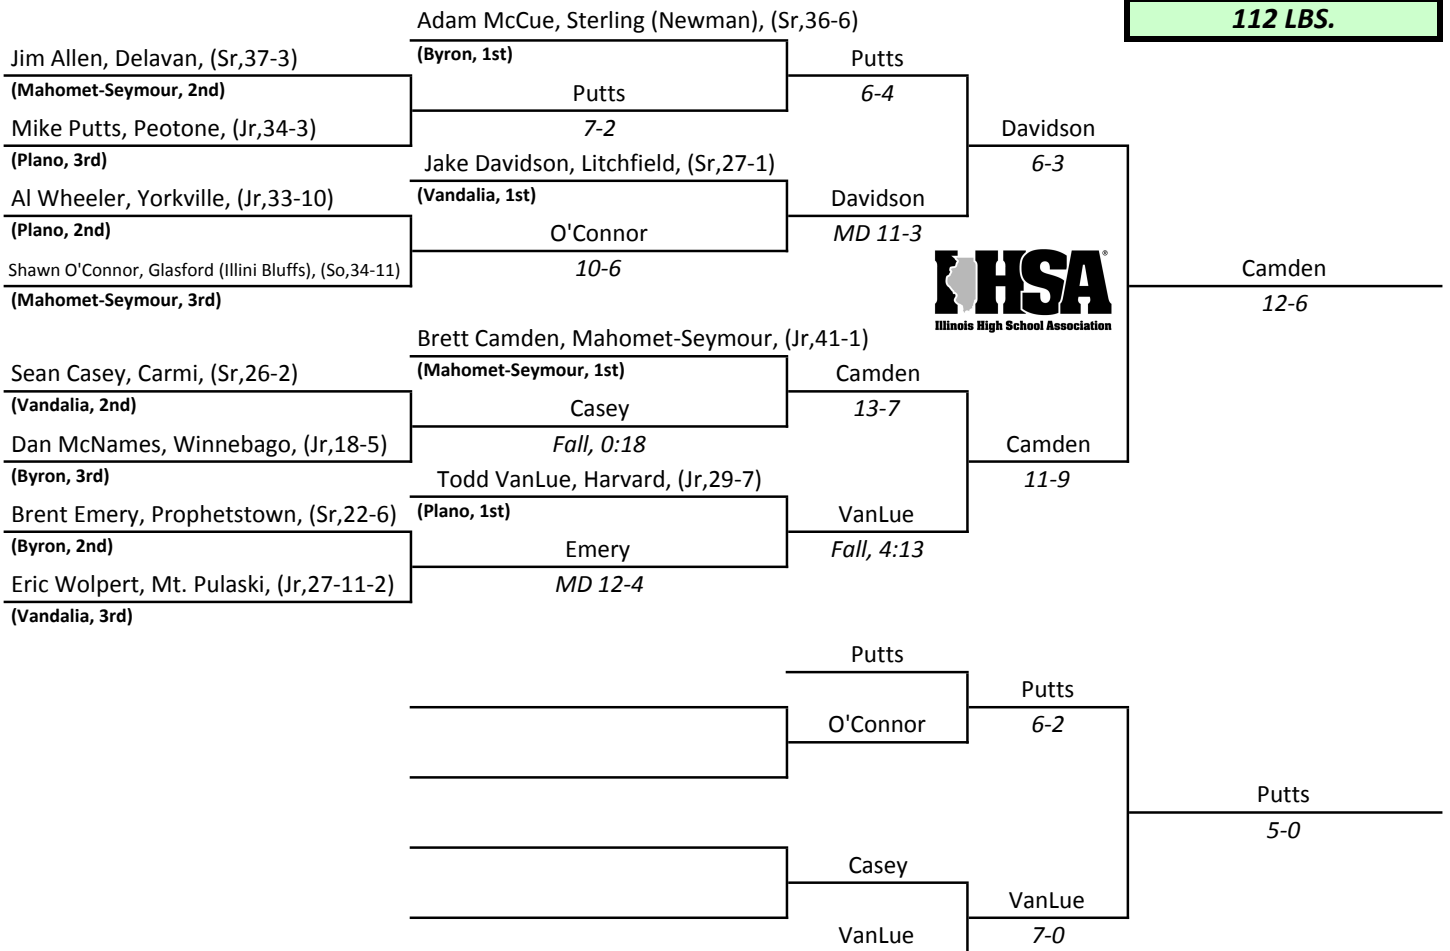 Adam McCue, Sterling (Newman), (Sr,36-6)
112 LBS.
Jim Allen, Delavan, (Sr,37-3)
(Byron, 1st)
Putts
(Mahomet-Seymour, 2nd)
Putts
6-4
Mike Putts, Peotone, (Jr,34-3)
7-2
Davidson
(Plano, 3rd)
Jake Davidson, Litchfield, (Sr,27-1)
6-3
Al Wheeler, Yorkville, (Jr,33-10)
(Vandalia, 1st)
Davidson
(Plano, 2nd)
O'Connor
MD 11-3
Shawn O'Connor, Glasford (Illini Bluffs), (So,34-11)
10-6
IHSA®
Camden
(Mahomet-Seymour, 3rd)
12-6
Illinois High School Association
Brett Camden, Mahomet-Seymour, (Jr,41-1)
Sean Casey, Carmi, (Sr,26-2)
(Mahomet-Seymour, 1st)
Camden
(Vandalia, 2nd)
Casey
13-7
Dan McNames, Winnebago, (Jr,18-5)
Fall, 0:18
Camden
(Byron, 3rd)
Todd VanLue, Harvard, (Jr,29-7)
11-9
Brent Emery, Prophetstown, (Sr,22-6)
(Plano, 1st)
VanLue
(Byron, 2nd)
Emery
Fall, 4:13
Eric Wolpert, Mt. Pulaski, (Jr,27-11-2)
MD 12-4
(Vandalia, 3rd)
Putts
Putts
O'Connor
6-2
Putts
5-0
Casey
VanLue
VanLue
7-0